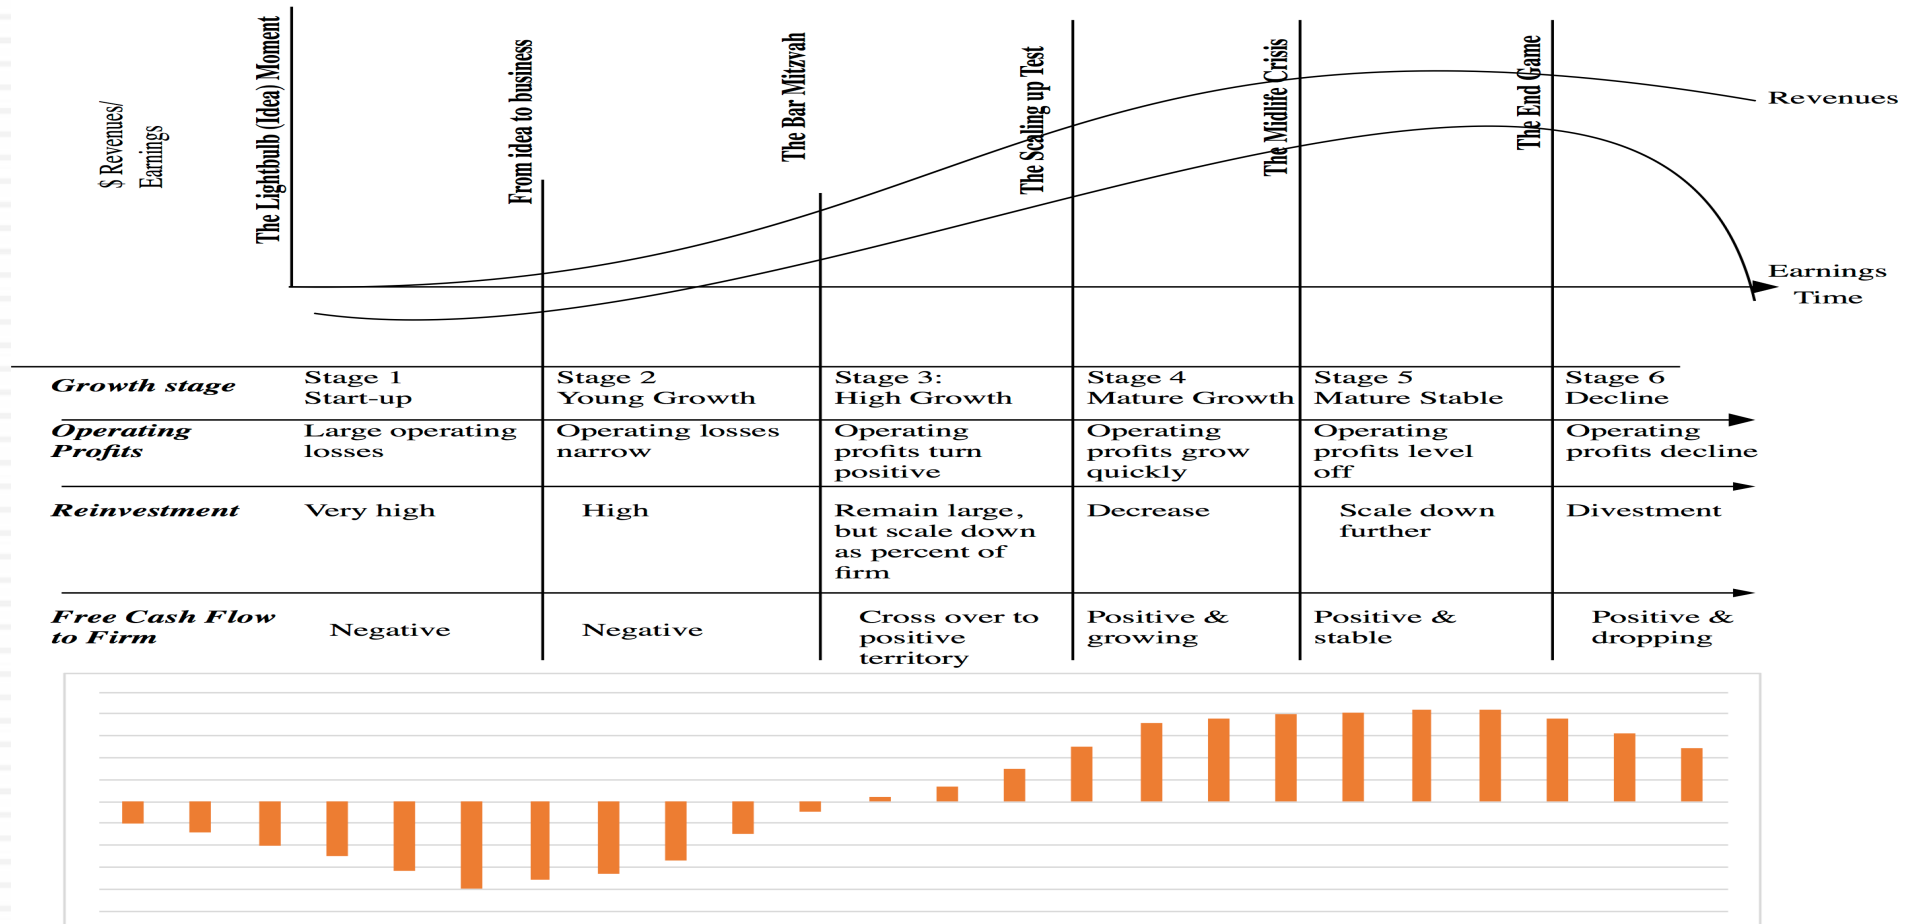 $ Revenues/
Earnings
The Lightbulb (Idea) Moment
From idea to business
The Bar Mitzvah
The Scaling up Test
The Midlife Crisis
The End Game
Revenues
Earnings
Time
Growth stage
Stage 1
Start-up
Stage 2
Young Growth
Stage 3:
High Growth
Stage 4
Mature Growth
Stage 5
Mature Stable
Stage 6
Decline
Operating
Profits
Large operating
losses
Operating losses
narrow
Operating
profits turn
positive
Operating
profits grow
quickly
Operating
profits level
off
Operating
profits decline
Reinvestment
Very high
High
Remain large,
but scale down
as percent of
firm
Decrease
Scale down
further
Divestment
Free Cash Flow
to Firm
Negative
Negative
Cross over to
positive
territory
Positive &
growing
Positive &
stable
Positive &
dropping